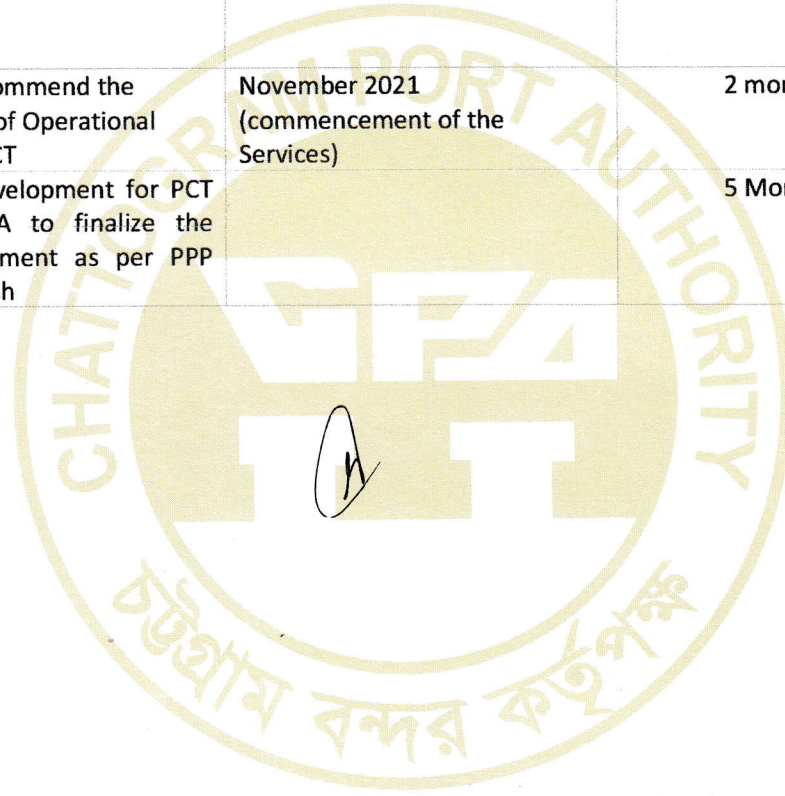 ommend the
of Operational
CT
November 2021
(commencement of the
Services)
2 mor
velopment for PCT
A to finalize the
ment as per PPP
h
5 Mor
CHATTOGRAM PORT AUTHORITY
CPA
চট্টগ্রাম বন্দর কর্তৃপক্ষ